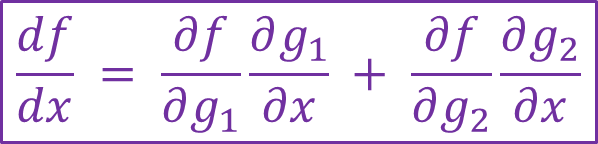 df/dx = ∂f/∂g₁ ∂g₁/∂x + ∂f/∂g₂ ∂g₂/∂x